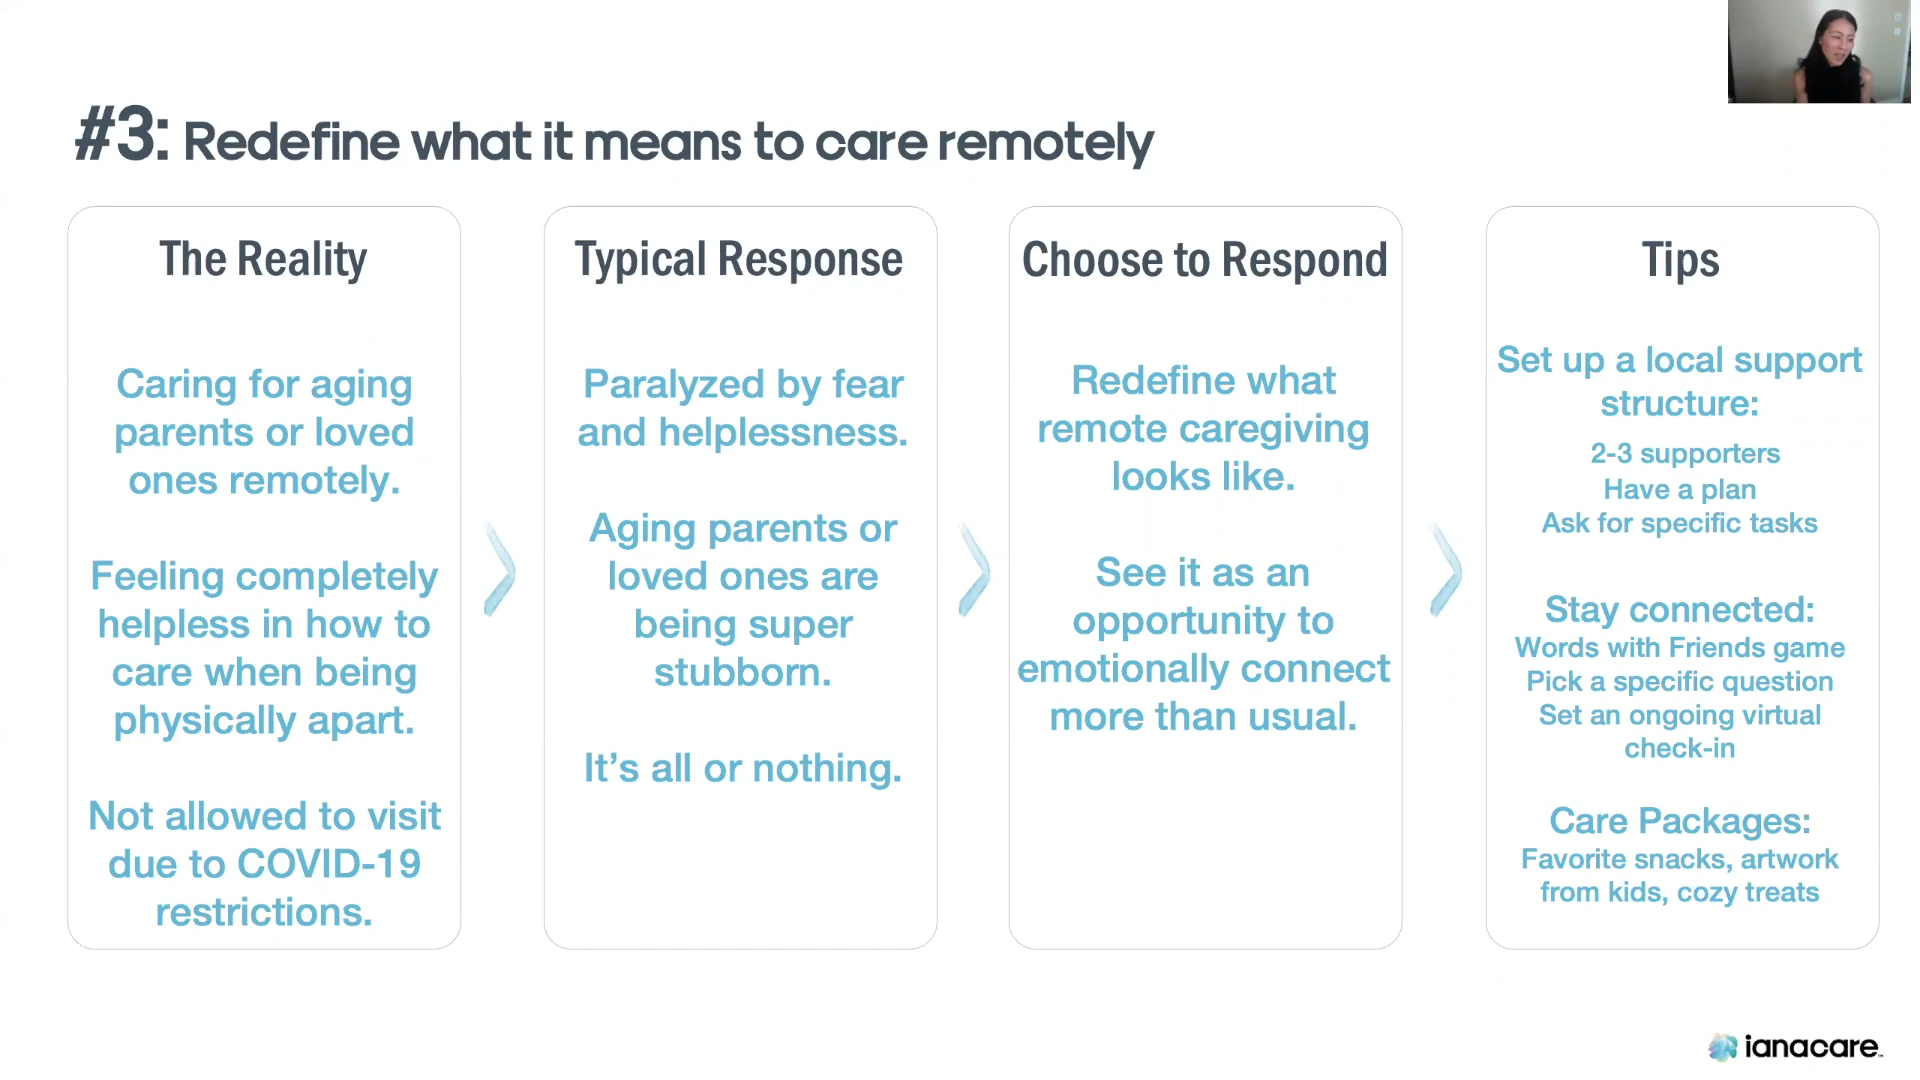 #3: Redefine what it means to care remotely
The Reality
Caring for aging
parents or loved
ones remotely.
Feeling completely
helpless in how to
care when being
physically apart.
Not allowed to visit
due to COVID-19
restrictions.
Typical Response
Paralyzed by fear
and helplessness.
Aging parents or
loved ones are
being super
stubborn.
It's all or nothing.
Choose to Respond
Redefine what
remote caregiving
looks like.
See it as an
opportunity to
emotionally connect
more than usual.
Tips
Set up a local support
structure:
2-3 supporters
Have a plan
Ask for specific tasks
Stay connected:
Words with Friends game
Pick a specific question
Set an ongoing virtual
check-in
Care Packages:
Favorite snacks, artwork
from kids, cozy treats
ianacare